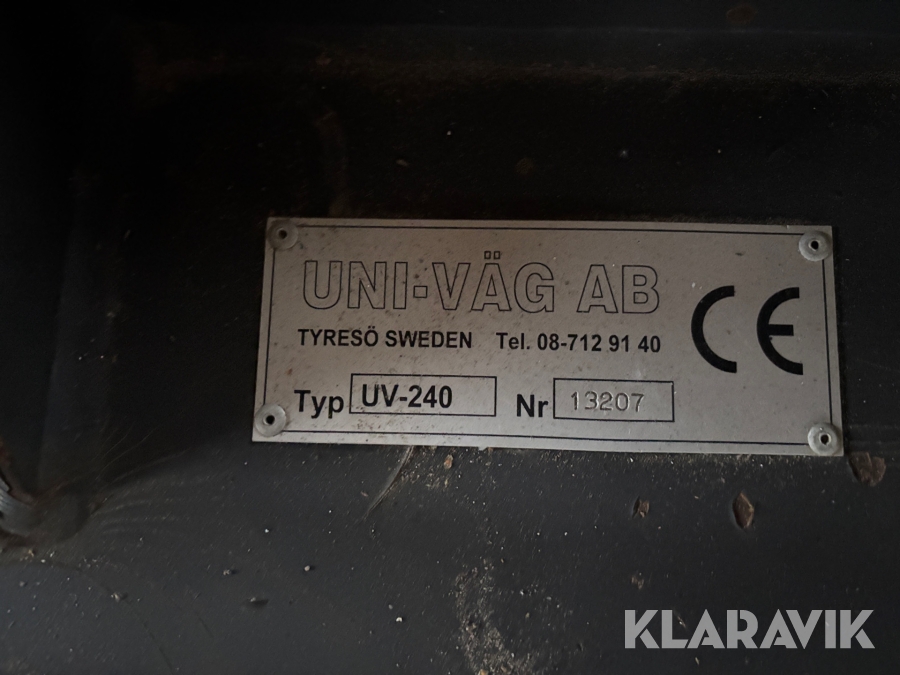 UNI-VÄG AB
TYRESÖ SWEDEN Tel. 08-712 91 40
CE
Typ UV-240 Nr 13207
KLARAVIK